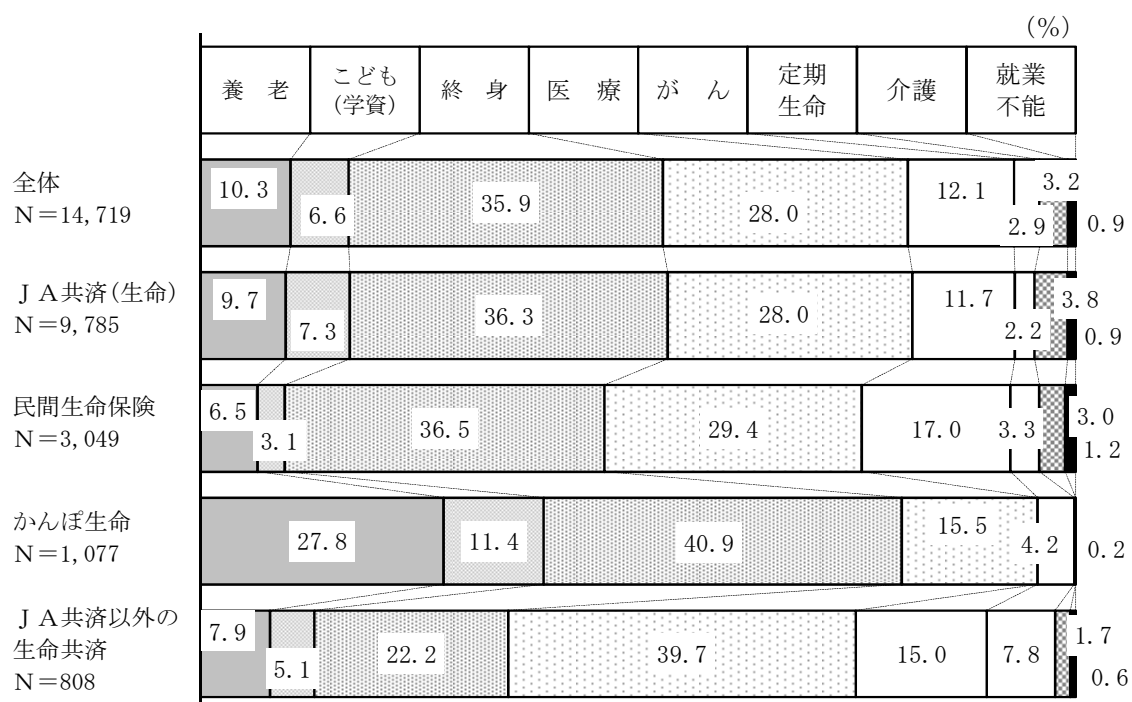 (%)
養 老 こども 終 身 医 療 が ん 定期 介護 就業
(学資) 生命 不能
全体
N=14,719
10.3 6.6 35.9 28.0 12.1 2.9 3.2 0.9
JA共済(生命)
N=9,785
9.7 7.3 36.3 28.0 11.7 2.2 3.8 0.9
民間生命保険
N=3,049
6.5 3.1 36.5 29.4 17.0 3.3 3.0 1.2
かんぽ生命
N=1,077
27.8 11.4 40.9 15.5 4.2 0.2
JA共済以外の
生命共済
N=808
7.9 5.1 22.2 39.7 15.0 7.8 1.7 0.6